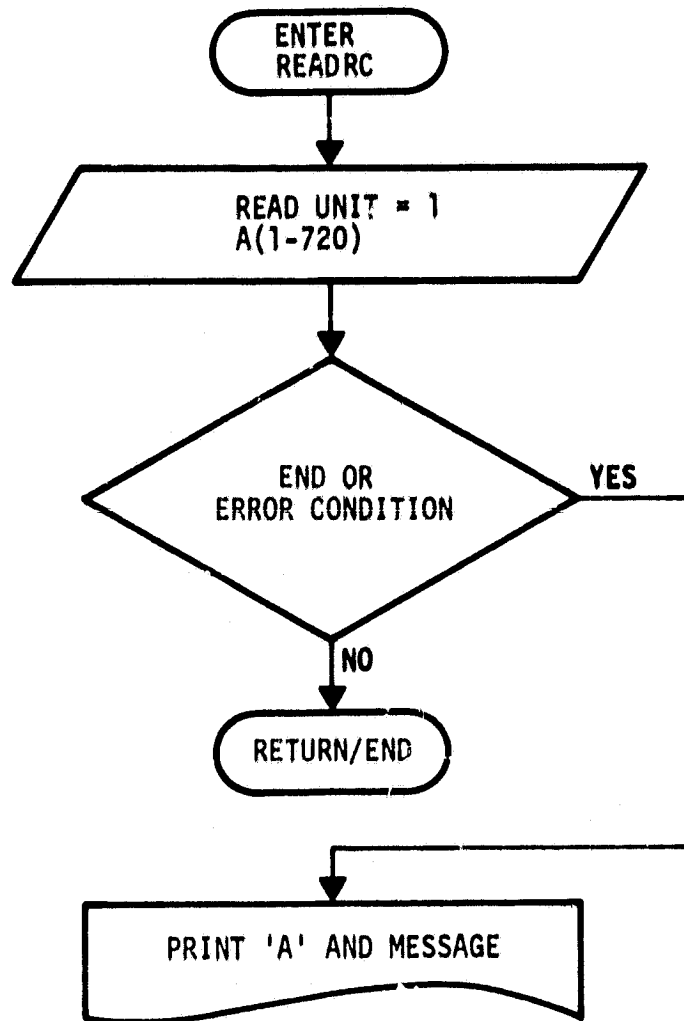 ENTER
READRC
READ UNIT = 1
A(1-720)
END OR
ERROR CONDITION
YES
NO
RETURN/END
PRINT 'A' AND MESSAGE